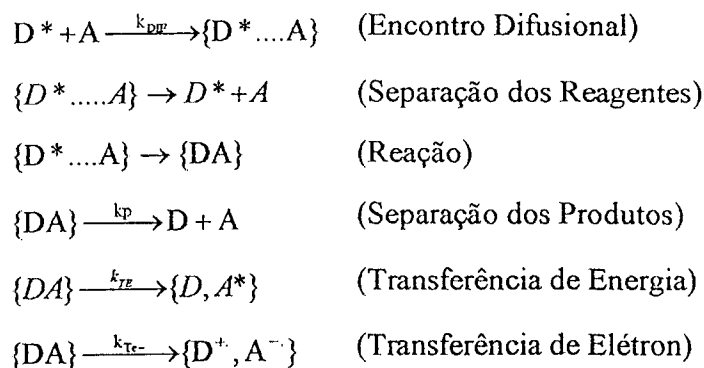 D*+A —k_DIF→ {D*....A} (Encontro Difusional)
{D*.....A} → D*+A (Separação dos Reagentes)
{D*....A} → {DA} (Reação)
{DA} —kp→ D + A (Separação dos Produtos)
{DA} —k_TE→ {D, A*} (Transferência de Energia)
{DA} —k_Te-→ {D⁺·, A⁻·} (Transferência de Elétron)